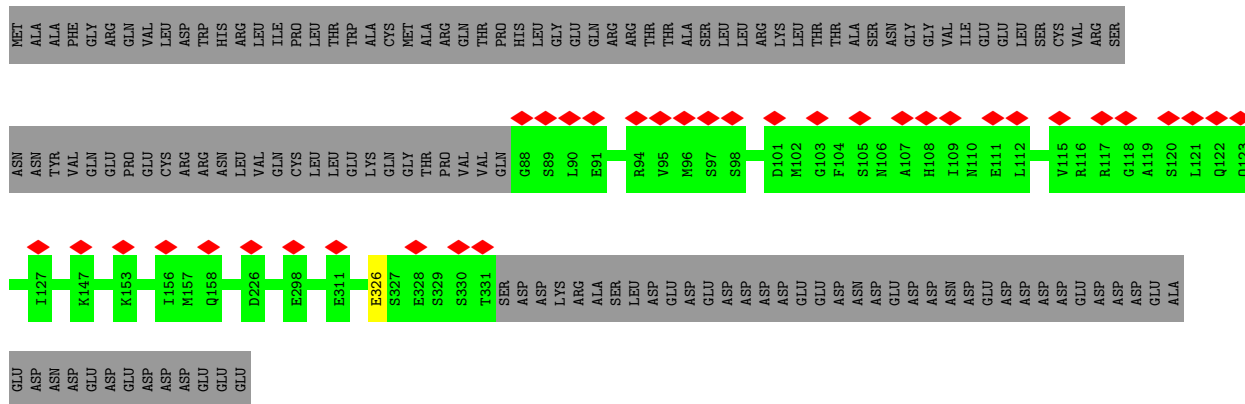 MET ALA ALA PHE GLY ARG GLN VAL LEU ASP TRP HIS ARG LEU ILE PRO LEU THR TRP ALA CYS MET ALA ARG GLN THR PRO HIS LEU GLY GLU GLN ARG ARG THR THR ALA SER LEU LEU ARG LYS LEU THR THR ALA SER ASN GLY GLY VAL ILE GLU GLU LEU SER CYS VAL ARG SER
ASN ASN TYR VAL GLN GLU PRO GLU CYS ARG ARG ASN LEU VAL GLN CYS LEU LEU GLU LYS GLN GLY THR PRO VAL VAL GLN G88 S89 L90 E91 R94 V95 M96 S97 S98 D101 M102 G103 F104 S105 N106 A107 H108 I109 N110 E111 L112 V115 R116 R117 G118 A119 S120 L121 Q122 Q123
I127 K147 K153 I156 M157 Q158 D226 E298 E311 E326 S327 E328 S329 S330 T331 SER ASP ASP LYS ARG ALA SER LEU ASP GLU ASP GLU ASP ASP ASP ASP GLU GLU ASP ASN ASP GLU ASP ASP ASN ASP GLU ASP ASP ASP ASP ASP GLU ASP ASP ASP GLU ALA
GLU ASP ASN ASP GLU ASP GLU ASP ASP ASP GLU GLU GLU